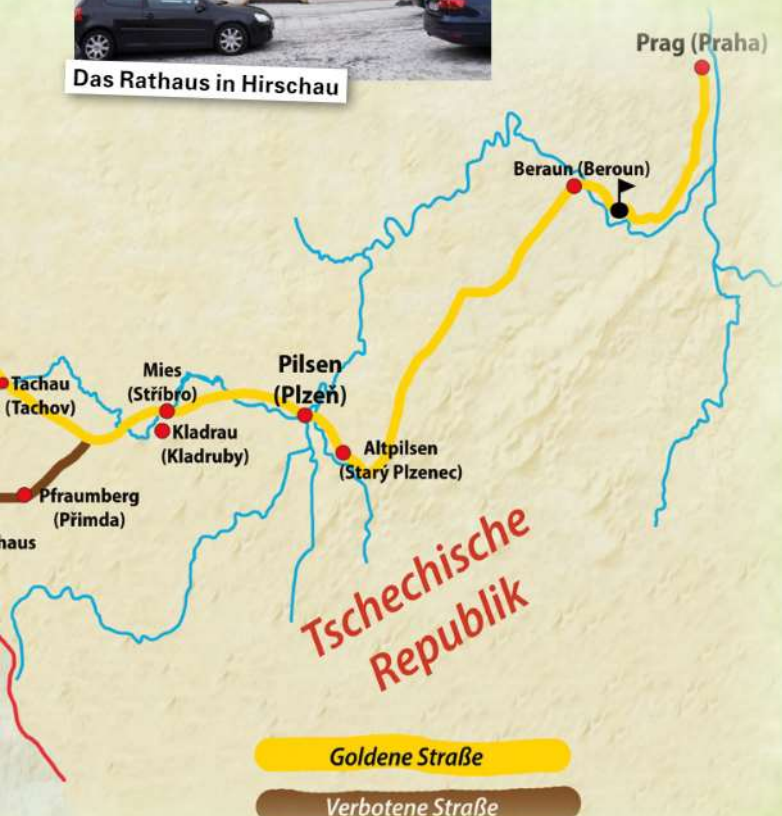 Das Rathaus in Hirschau
Prag (Praha)
Beraun (Beroun)
Tachau
(Tachov)
Mies
(Stříbro)
Pilsen
(Plzeň)
Kladrau
(Kladruby)
Altpilsen
(Starý Plzenec)
Pfraumberg
(Přimda)
haus
Tschechische
Republik
Goldene Straße
Verbotene Straße